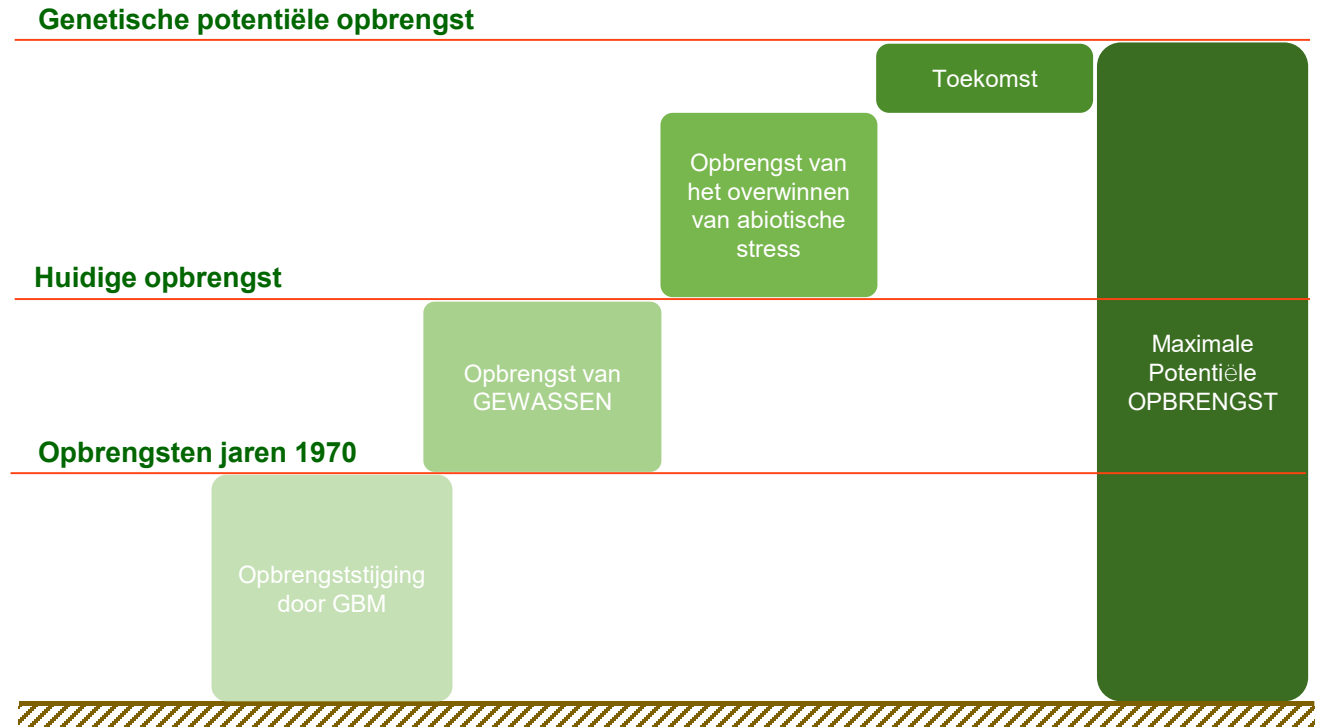 Genetische potentiële opbrengst
Toekomst
Opbrengst van
het overwinnen
van abiotische
stress
Huidige opbrengst
Opbrengst van
GEWASSEN
Maximale
Potentiële
OPBRENGST
Opbrengsten jaren 1970
Opbrengststijging
door GBM